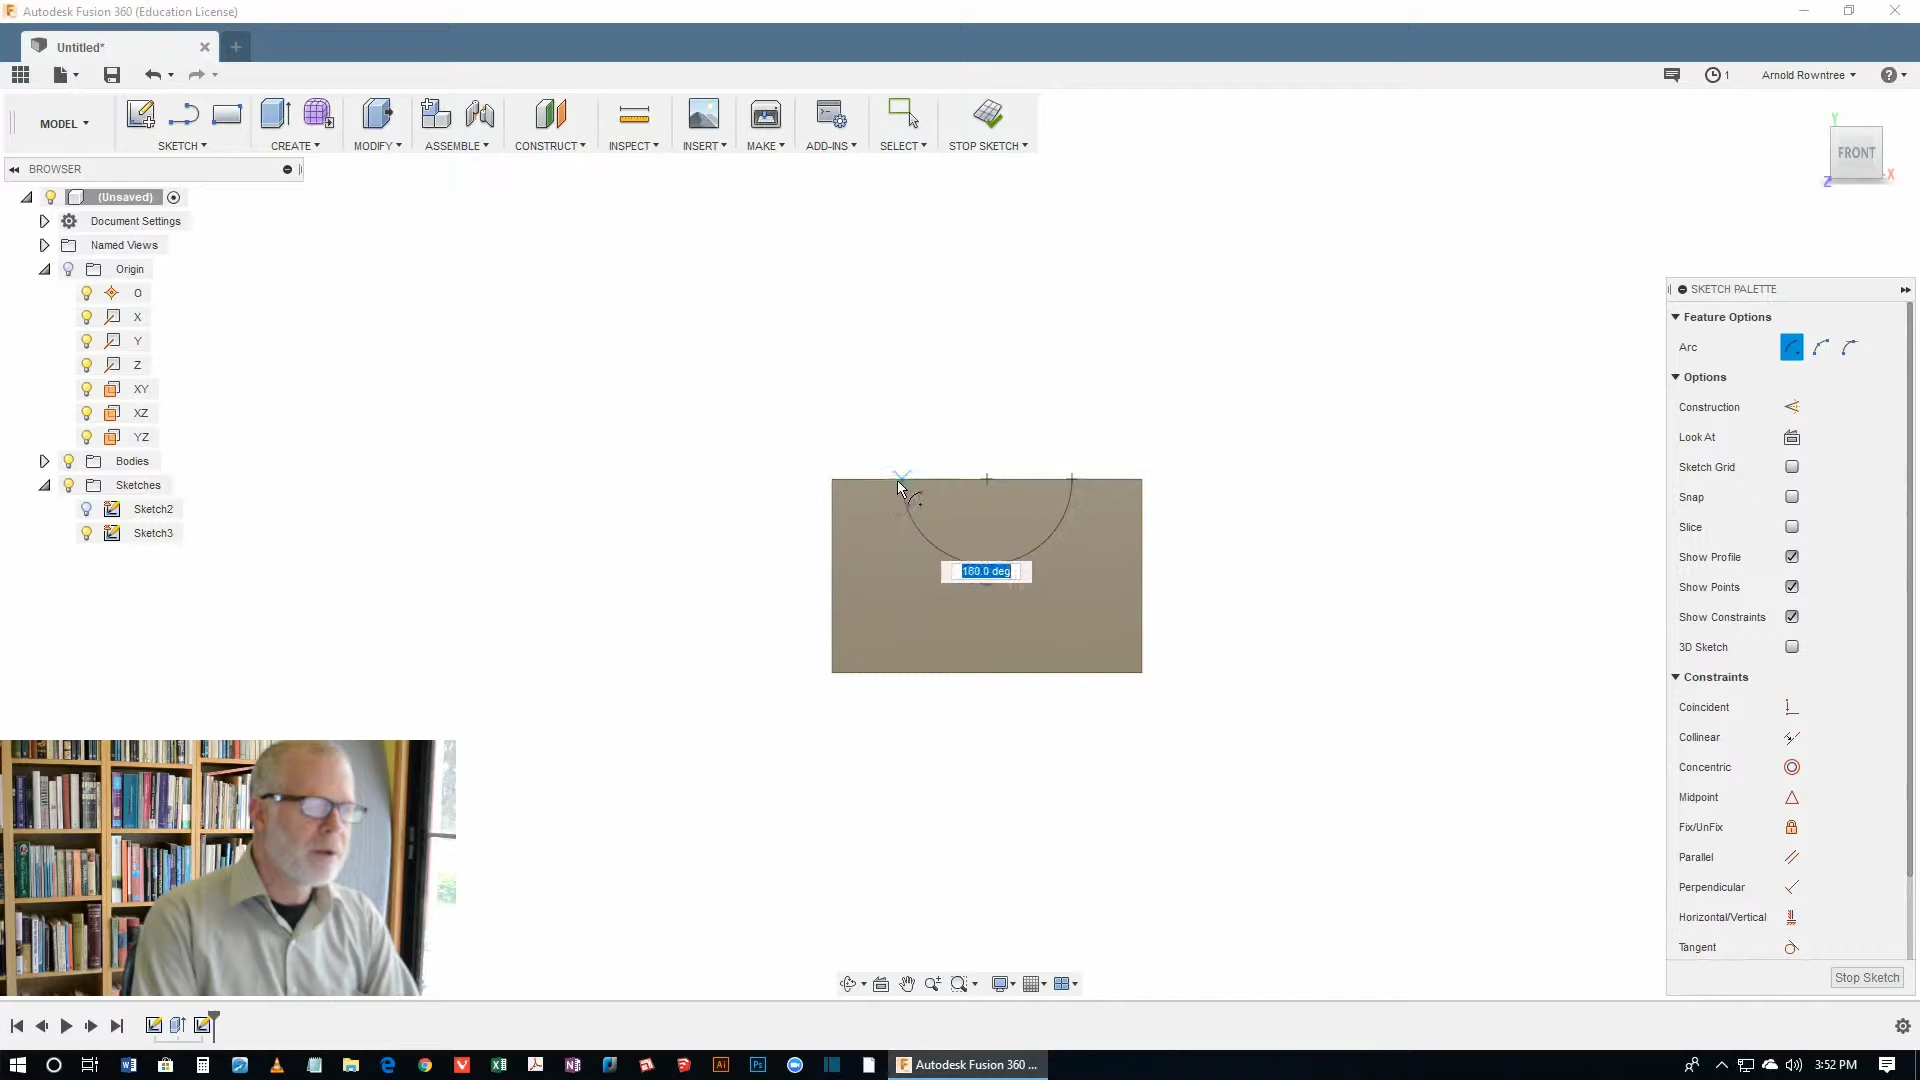 Autodesk Fusion 360 (Education License)
Untitled*
1
Arnold Rowntree
MODEL
SKETCH
CREATE
MODIFY
ASSEMBLE
CONSTRUCT
INSPECT
INSERT
MAKE
ADD-INS
SELECT
STOP SKETCH
Y
FRONT
X
Z
BROWSER
(Unsaved)
Document Settings
Named Views
Origin
O
X
Y
Z
XY
XZ
YZ
Bodies
Sketches
Sketch2
Sketch3
180.0 deg
SKETCH PALETTE
Feature Options
Arc
Options
Construction
Look At
Sketch Grid
Snap
Slice
Show Profile
Show Points
Show Constraints
3D Sketch
Constraints
Coincident
Collinear
Concentric
Midpoint
Fix/UnFix
Parallel
Perpendicular
Horizontal/Vertical
Tangent
Stop Sketch
Autodesk Fusion 360 ...
3:52 PM